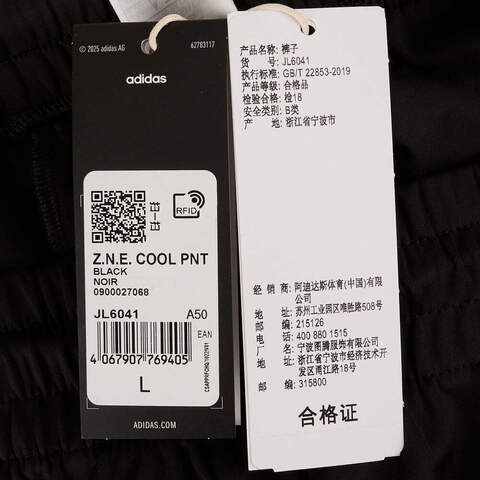 © 2025 adidas AG
62783117
adidas
扫一扫
RFID
Z.N.E. COOL PNT
BLACK
NOIR
0900027068
JL6041 A50
EAN
4 067907 769405
L
ADIDAS.COM
产品名称: 裤子
货 号: JL6041
执行标准: GB/T 22853-2019
产品等级: 合格品
检验合格: 检18
安全类别: B类
产 地: 浙江省宁波市
经 销 商: 阿迪达斯体育(中国)有限
公司
地 址: 苏州工业园区唯胜路508号
邮 编: 215126
电 话: 400 880 1515
厂 名: 宁波图腾服饰有限公司
地 址: 浙江省宁波市经济技术开
发区甬江路18号
邮 编: 315800
合格证